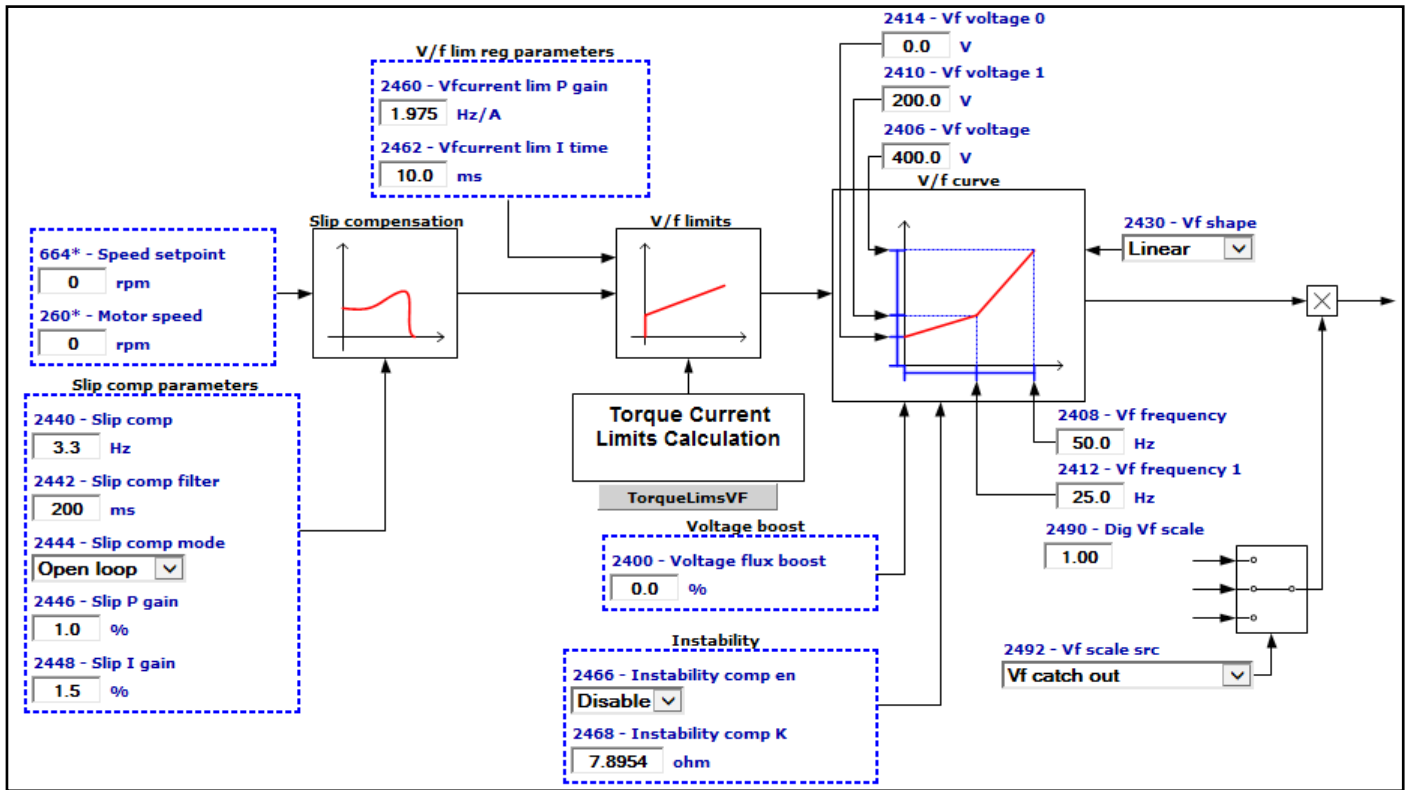 V/f lim reg parameters
2460 - Vfcurrent lim P gain
1.975 Hz/A
2462 - Vfcurrent lim I time
10.0 ms
2414 - Vf voltage 0
0.0 V
2410 - Vf voltage 1
200.0 V
2406 - Vf voltage
400.0 V
V/f curve
Slip compensation
V/f limits
2430 - Vf shape
Linear
664* - Speed setpoint
0 rpm
260* - Motor speed
0 rpm
Slip comp parameters
2440 - Slip comp
3.3 Hz
2442 - Slip comp filter
200 ms
2444 - Slip comp mode
Open loop
2446 - Slip P gain
1.0 %
2448 - Slip I gain
1.5 %
Torque Current
Limits Calculation
TorqueLimsVF
Voltage boost
2400 - Voltage flux boost
0.0 %
Instability
2466 - Instability comp en
Disable
2468 - Instability comp K
7.8954 ohm
2408 - Vf frequency
50.0 Hz
2412 - Vf frequency 1
25.0 Hz
2490 - Dig Vf scale
1.00
2492 - Vf scale src
Vf catch out